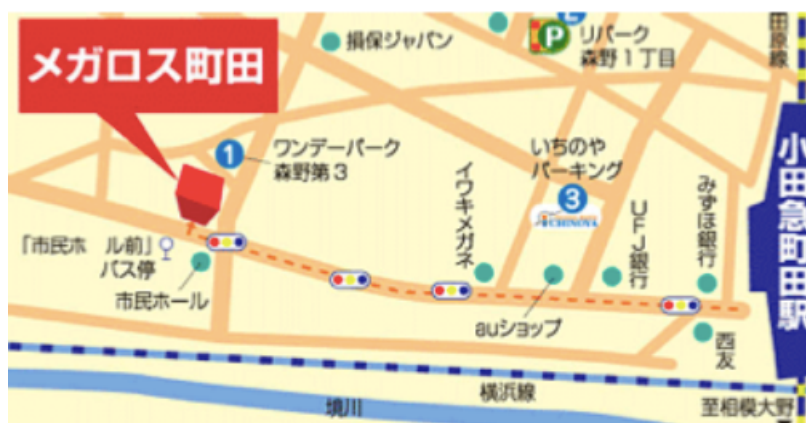 メガロス町田
損保ジャパン
P
リパーク
森野1丁目
田原線
1
ワンデーパーク
森野第3
いちのや
パーキング
3
ICHINOYA
イワキメガネ
UFJ銀行
みずほ銀行
小田急町田駅
「市民ホール前」
バス停
市民ホール
auショップ
西友
横浜線
境川
至相模大野